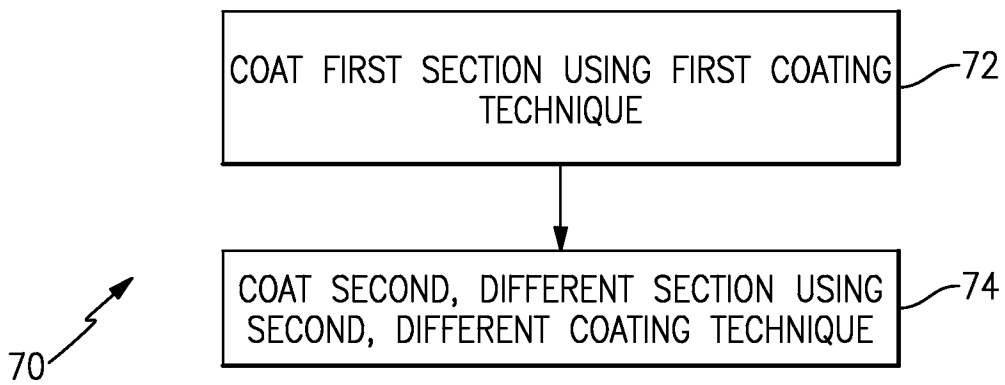 COAT FIRST SECTION USING FIRST COATING
TECHNIQUE
72
COAT SECOND, DIFFERENT SECTION USING
SECOND, DIFFERENT COATING TECHNIQUE
74
70